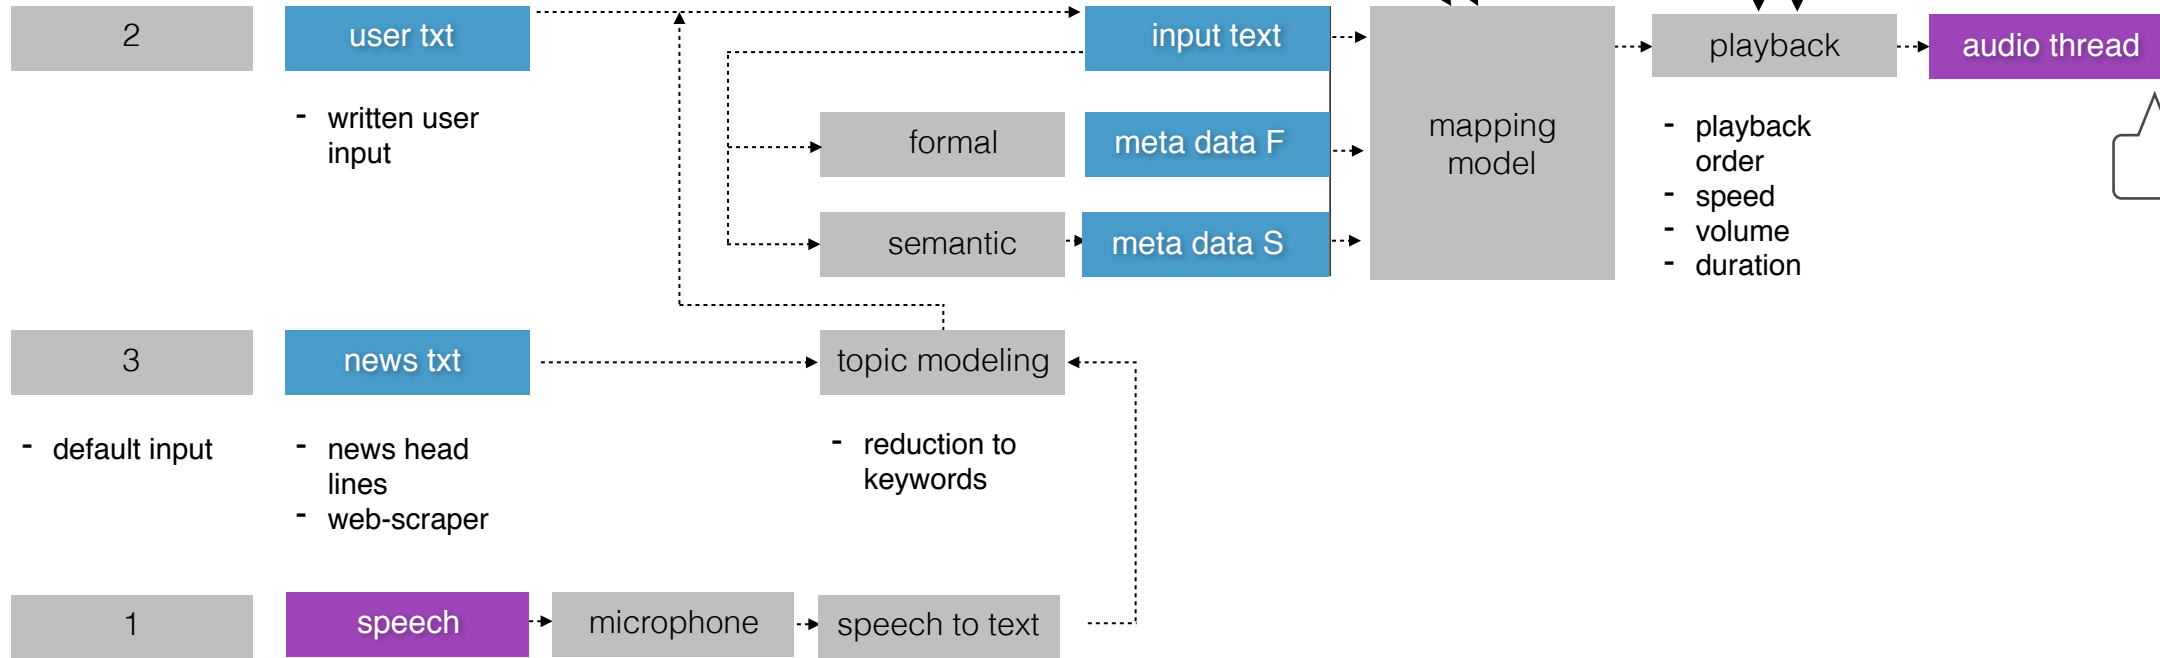 2
user txt
input text
playback
audio thread
- written user
input
formal
meta data F
mapping
model
- playback
order
- speed
- volume
- duration
semantic
meta data S
3
news txt
topic modeling
- default input
- news head
lines
- web-scraper
- reduction to
keywords
1
speech
microphone
speech to text